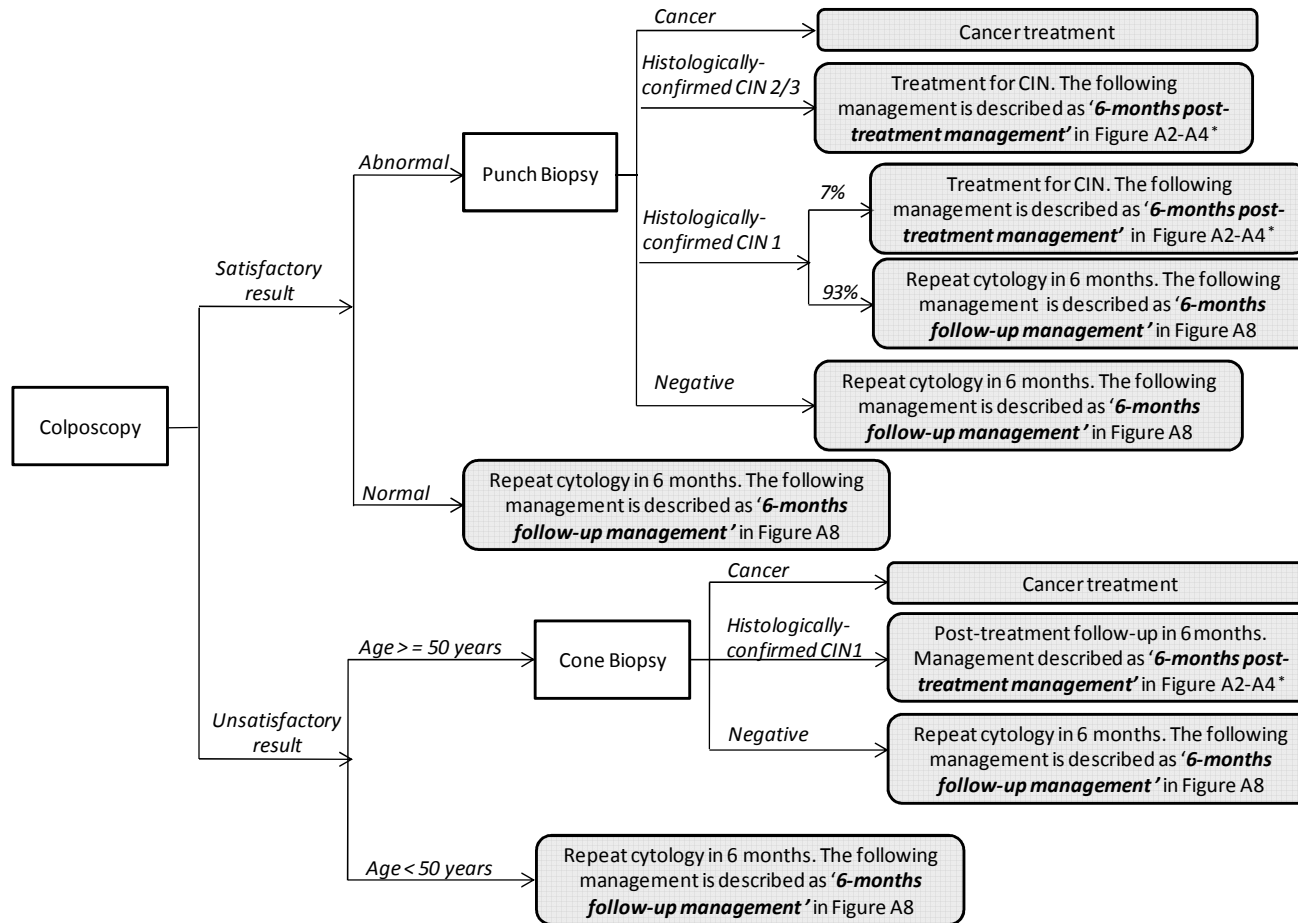 Cancer
Cancer treatment
Histologically-
confirmed CIN 2/3
Treatment for CIN. The following
management is described as ‘6-months post-
treatment management’ in Figure A2-A4*
Abnormal
Punch Biopsy
7%
Treatment for CIN. The following
management is described as ‘6-months post-
treatment management’ in Figure A2-A4*
Histologically-
confirmed CIN 1
93%
Repeat cytology in 6 months. The following
management is described as ‘6-months
follow-up management’ in Figure A8
Satisfactory
result
Negative
Repeat cytology in 6 months. The following
management is described as ‘6-months
follow-up management’ in Figure A8
Colposcopy
Normal
Repeat cytology in 6 months. The following
management is described as ‘6-months
follow-up management’ in Figure A8
Cancer
Cancer treatment
Age > = 50 years
Cone Biopsy
Histologically-
confirmed CIN1
Post-treatment follow-up in 6 months.
Management described as ‘6-months post-
treatment management’ in Figure A2-A4*
Unsatisfactory
result
Negative
Repeat cytology in 6 months. The following
management is described as ‘6-months
follow-up management’ in Figure A8
Age < 50 years
Repeat cytology in 6 months. The following
management is described as ‘6-months
follow-up management’ in Figure A8